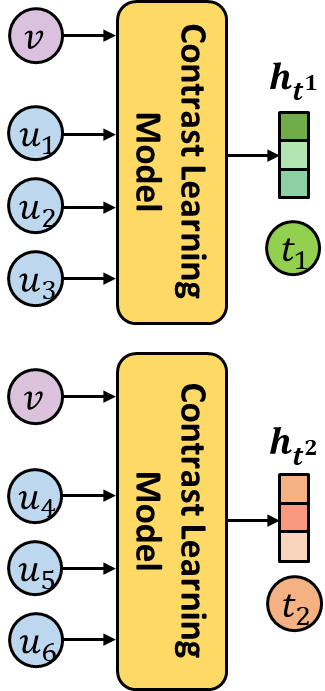 v
u₁
u₂
u₃
Contrast Learning
Model
hₜ¹
t₁
v
u₄
u₅
u₆
Contrast Learning
Model
hₜ²
t₂